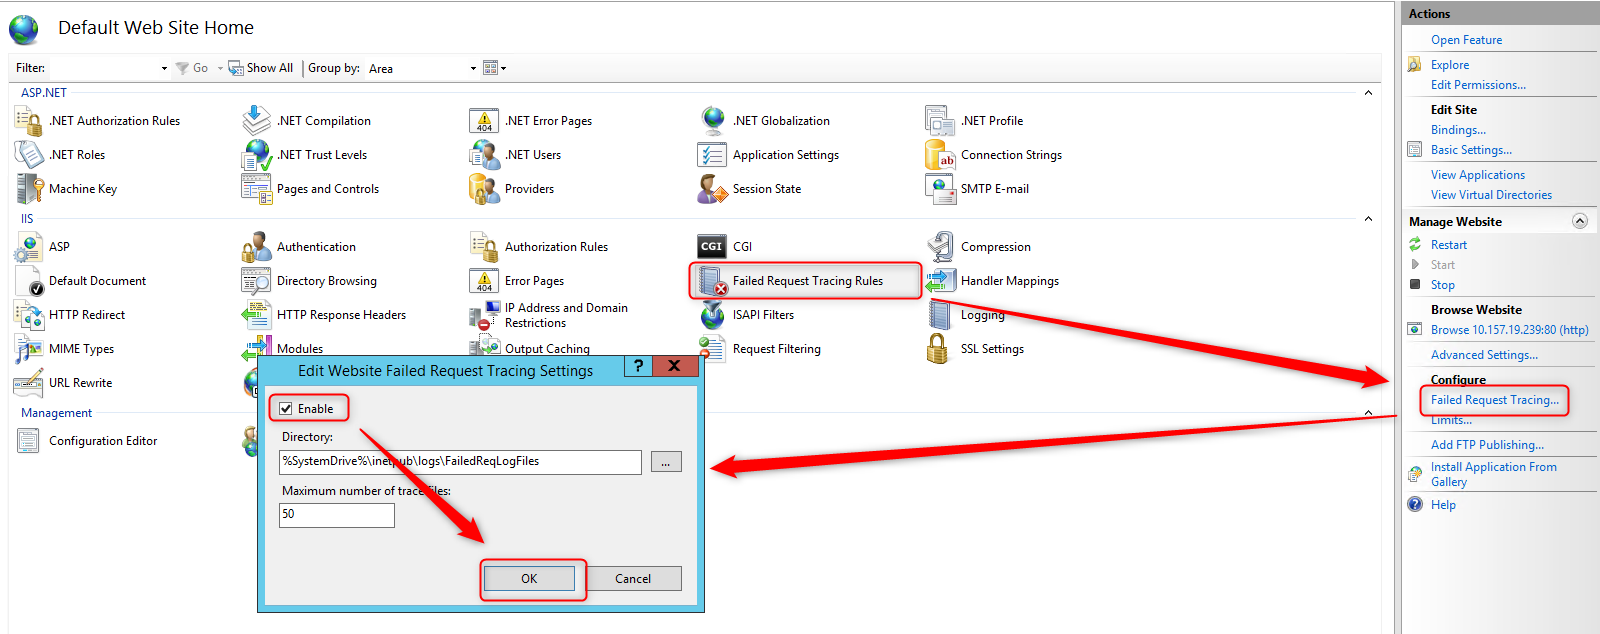 Default Web Site Home
Filter:
Go
Show All
Group by: Area
ASP.NET
.NET Authorization Rules
.NET Compilation
404
.NET Error Pages
.NET Globalization
.NET Profile
.NET Roles
.NET Trust Levels
.NET Users
Application Settings
ab
Connection Strings
Machine Key
Pages and Controls
Providers
Session State
SMTP E-mail
IIS
ASP
Authentication
Authorization Rules
CGI
CGI
Compression
Default Document
Directory Browsing
404
Error Pages
Failed Request Tracing Rules
Handler Mappings
HTTP Redirect
HTTP Response Headers
IP Address and Domain
Restrictions
ISAPI Filters
Logging
MIME Types
Modules
Output Caching
Request Filtering
SSL Settings
URL Rewrite
Management
Configuration Editor
Edit Website Failed Request Tracing Settings
?
X
Enable
Directory:
%SystemDrive%\inetpub\logs\FailedReqLogFiles
...
Maximum number of trace files:
50
OK
Cancel
Actions
Open Feature
Explore
Edit Permissions...
Edit Site
Bindings...
Basic Settings...
View Applications
View Virtual Directories
Manage Website
Restart
Start
Stop
Browse Website
Browse 10.157.19.239:80 (http)
Advanced Settings...
Configure
Failed Request Tracing...
Limits...
Add FTP Publishing...
Install Application From
Gallery
Help